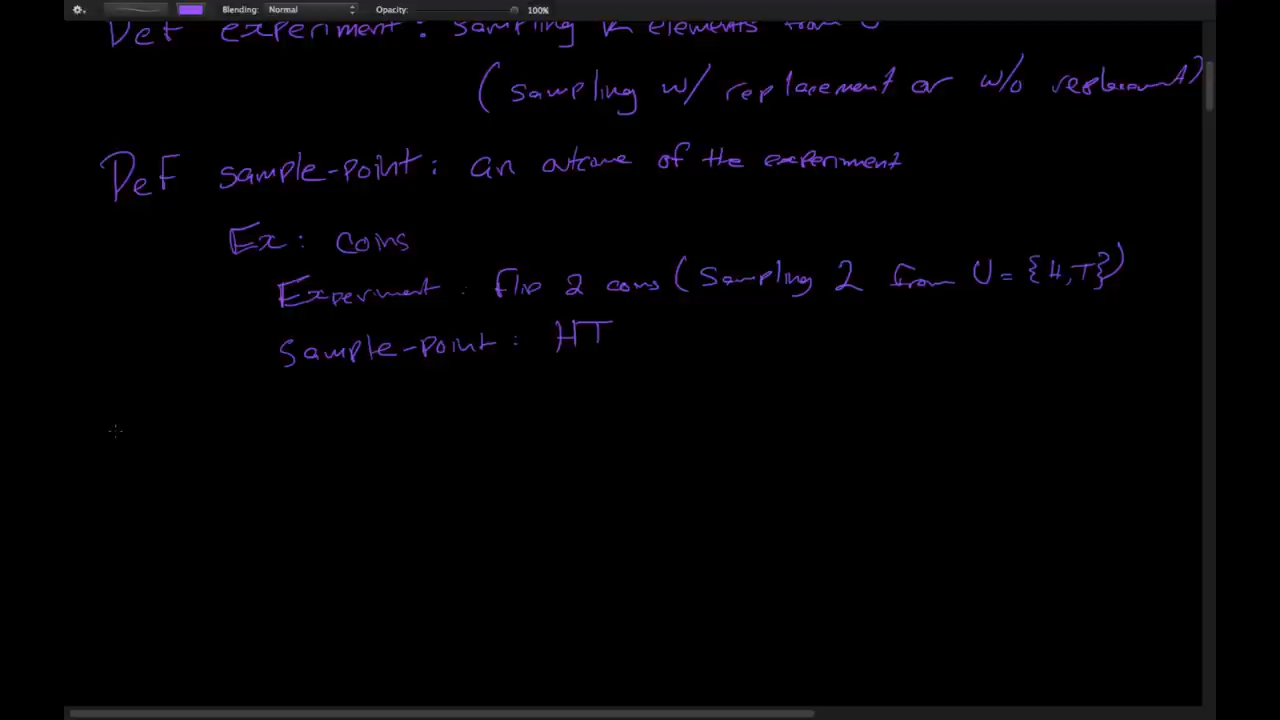 Blending: Normal Opacity: 100%
Def experiment: Sampling k elements from U
(sampling w/ replacement or w/o replacement)
Def sample-point: an outcome of the experiment
Ex: coins
Experiment: flip 2 coins (Sampling 2 from U = {H,T})
Sample-point: HT